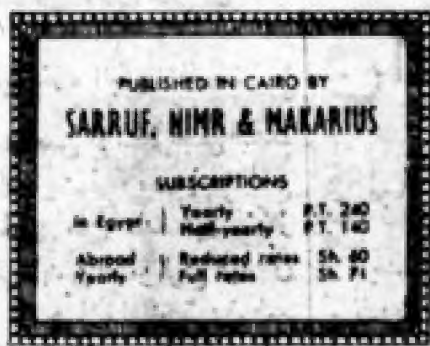 PUBLISHED IN CAIRO BY
SARRUF, NIMR & MAKARIUS
SUBSCRIPTIONS
in Egypt { Yearly . . P.T. 240
Half-yearly . P.T. 140
Abroad Yearly } Reduced rates Sh. 60
Full rates Sh. 71